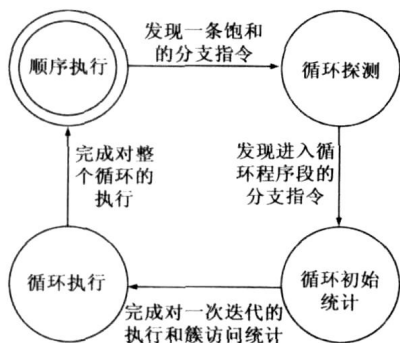 发现一条饱和
的分支指令
顺序执行
循环探测
完成对整
个循环的
执行
发现进入循
环程序段的
分支指令
循环执行
循环初始
统计
完成对一次迭代的
执行和簇访问统计